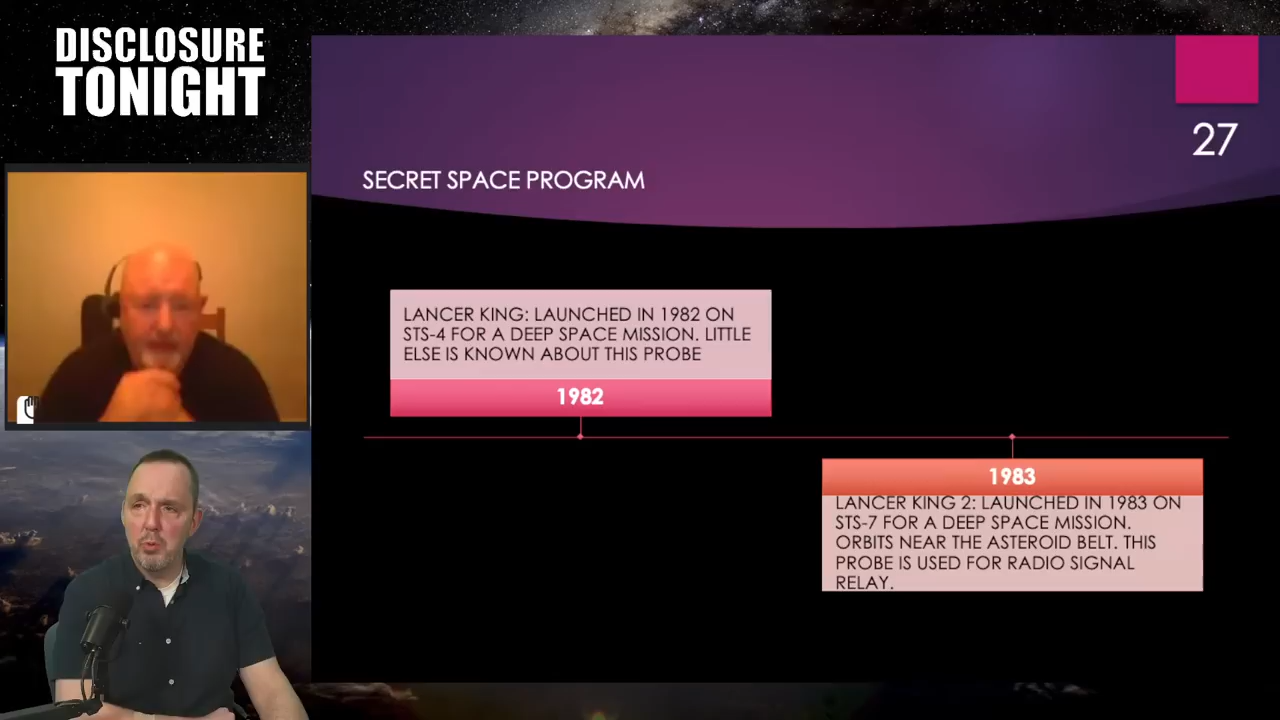 DISCLOSURE
TONIGHT
27
SECRET SPACE PROGRAM
LANCER KING: LAUNCHED IN 1982 ON
STS-4 FOR A DEEP SPACE MISSION. LITTLE
ELSE IS KNOWN ABOUT THIS PROBE
1982
1983
LANCER KING 2: LAUNCHED IN 1983 ON
STS-7 FOR A DEEP SPACE MISSION.
ORBITS NEAR THE ASTEROID BELT. THIS
PROBE IS USED FOR RADIO SIGNAL
RELAY.